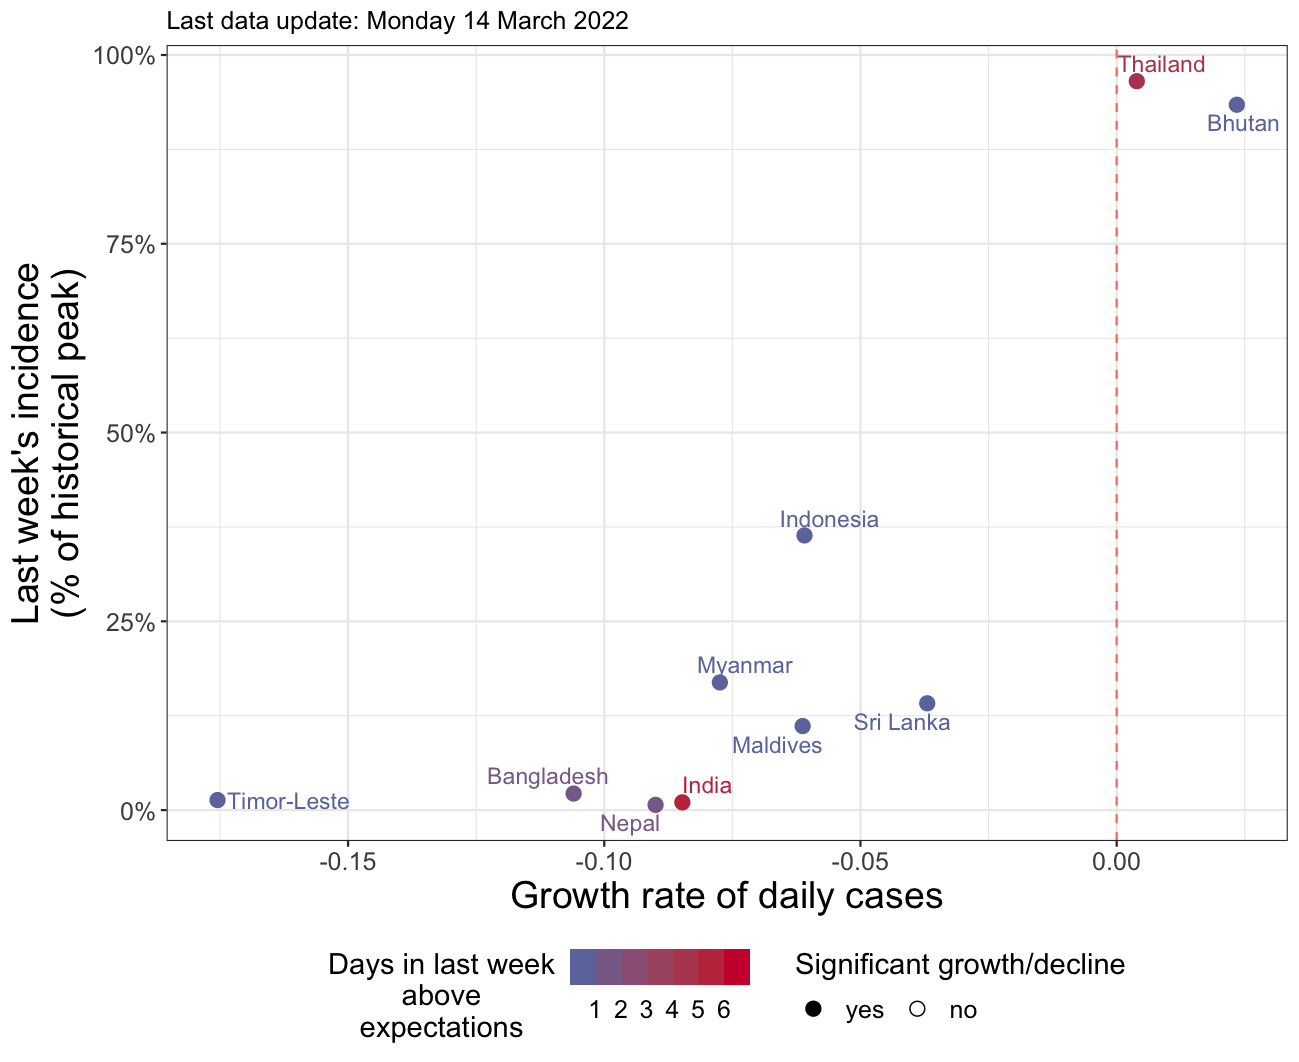 Last data update: Monday 14 March 2022
100%
Thailand
Bhutan
75%
Last week's incidence
(% of historical peak)
50%
Indonesia
25%
Myanmar
Sri Lanka
Maldives
Bangladesh
India
Timor-Leste
0%
Nepal
-0.15 -0.10 -0.05 0.00
Growth rate of daily cases
Days in last week
above
expectations
1 2 3 4 5 6
Significant growth/decline
yes no